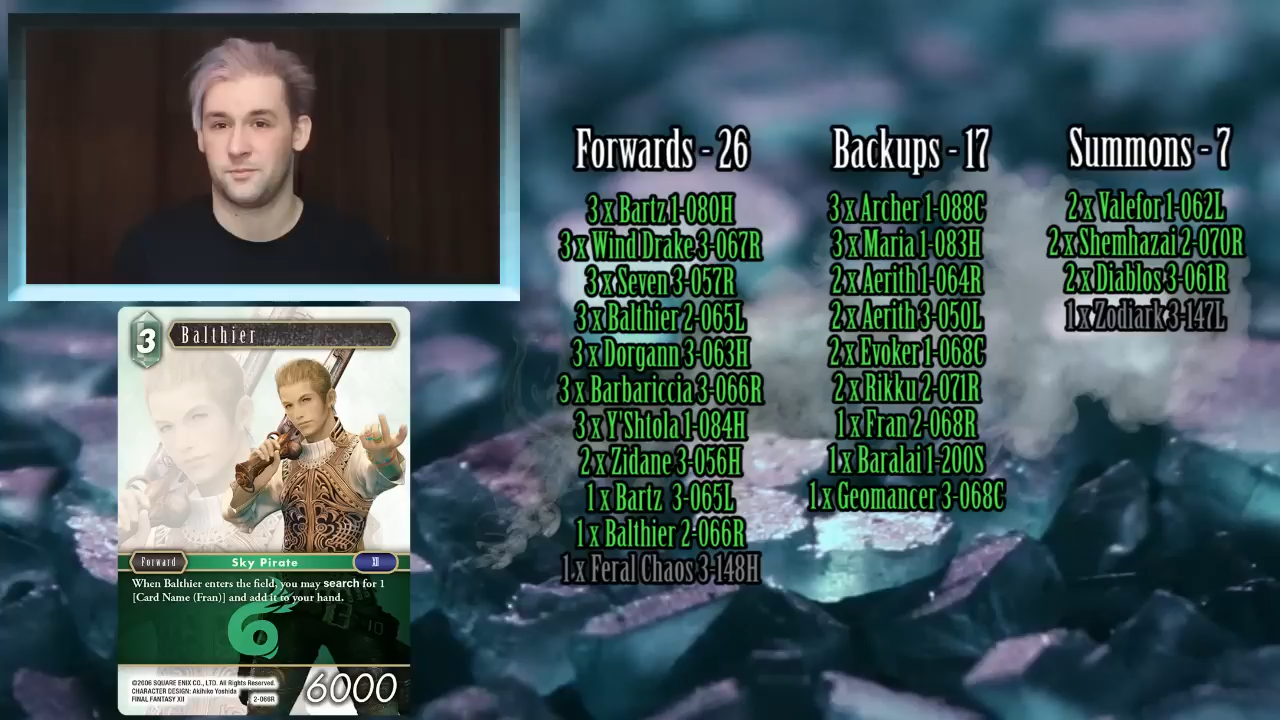 3
Balthier
Forward
Sky Pirate
XII
When Balthier enters the field, you may search for 1
[Card Name (Fran)] and add it to your hand.
©2006 SQUARE ENIX CO., LTD. All Rights Reserved.
CHARACTER DESIGN: Akihiko Yoshida
FINAL FANTASY XII
2-066R
6000
Forwards - 26
3 x Bartz 1-080H
3 x Wind Drake 3-067R
3 x Seven 3-057R
3 x Balthier 2-065L
3 x Dorgann 3-063H
3 x Barbariccia 3-066R
3 x Y'Shtola 1-084H
2 x Zidane 3-056H
1 x Bartz 3-065L
1 x Balthier 2-066R
1 x Feral Chaos 3-148H
Backups - 17
3 x Archer 1-088C
3 x Maria 1-083H
2 x Aerith 1-064R
2 x Aerith 3-050L
2 x Evoker 1-068C
2 x Rikku 2-071R
1 x Fran 2-068R
1 x Baralai 1-200S
1 x Geomancer 3-068C
Summons - 7
2 x Valefor 1-062L
2 x Shemhazai 2-070R
2 x Diablos 3-061R
1 x Zodiark 3-147L